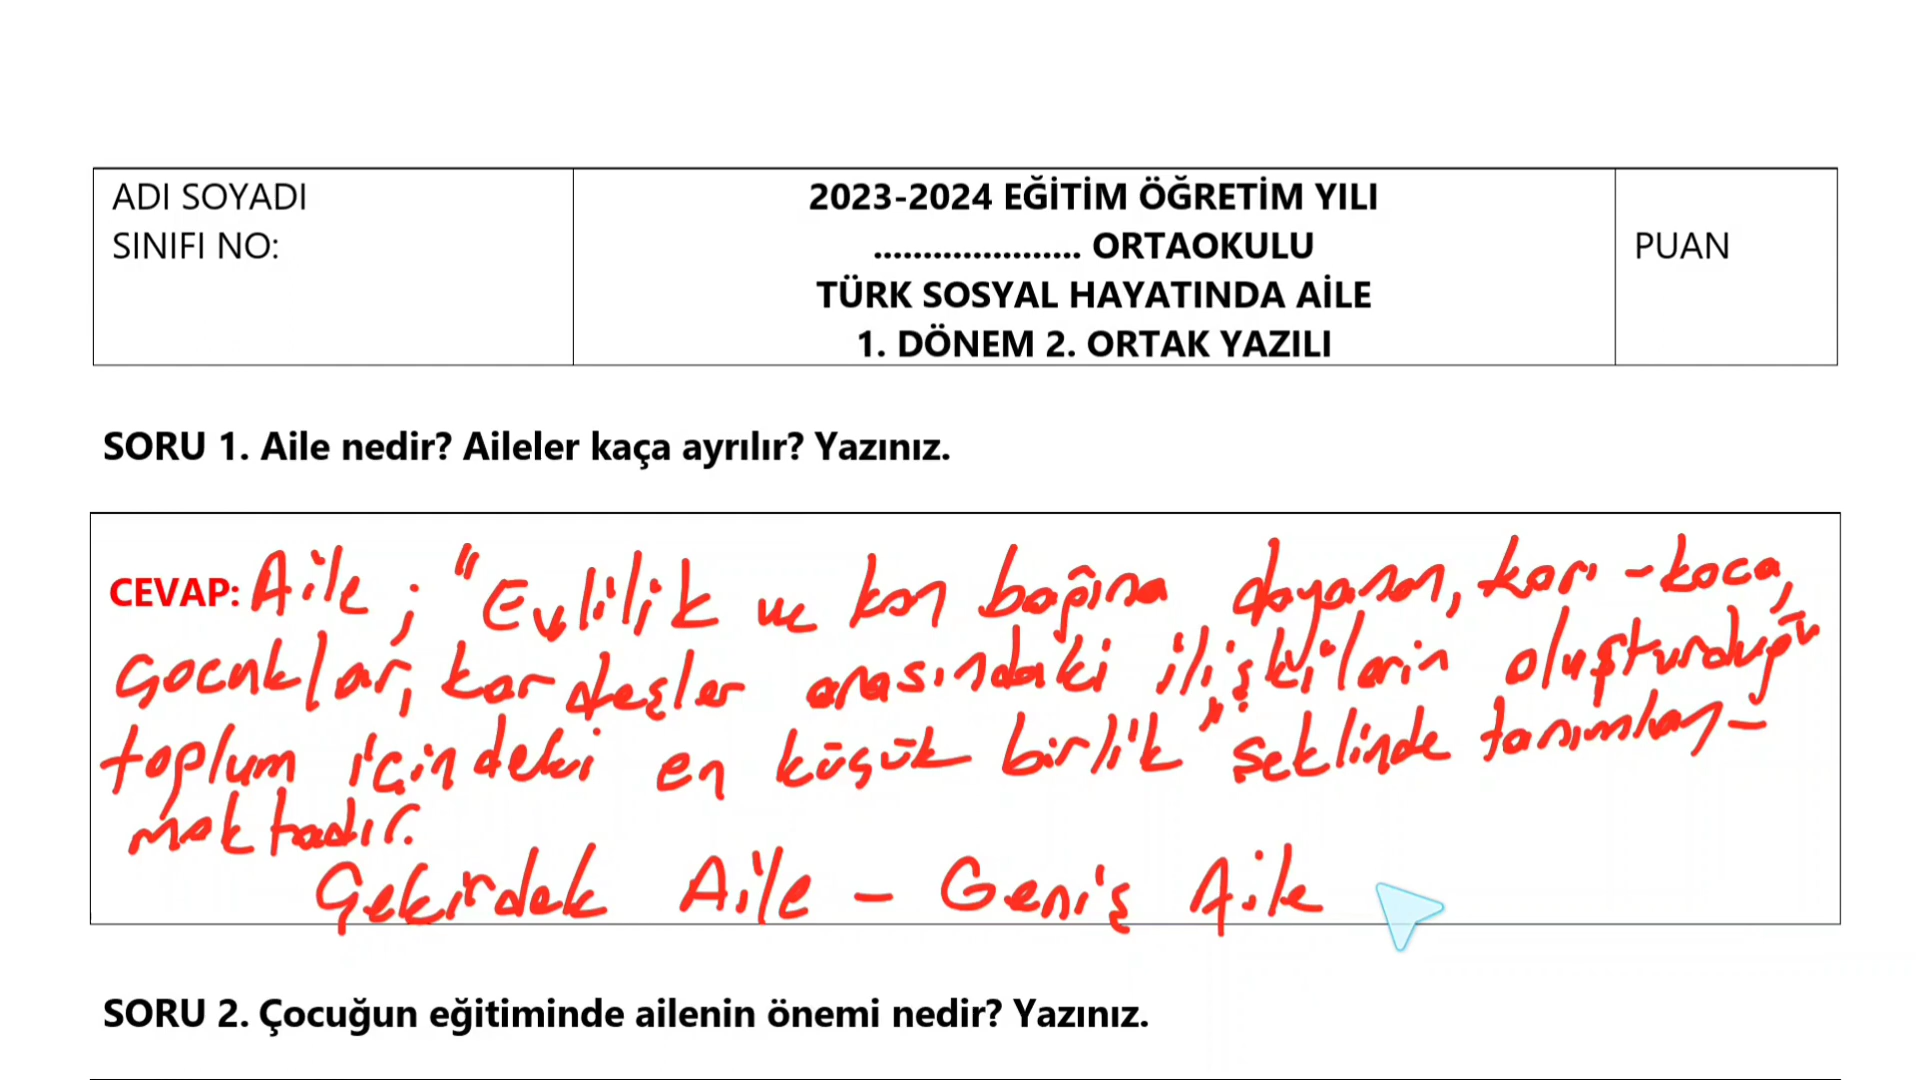 ADI SOYADI
SINIFI NO:
2023-2024 EĞİTİM ÖĞRETİM YILI
..................... ORTAOKULU
TÜRK SOSYAL HAYATINDA AİLE
1. DÖNEM 2. ORTAK YAZILI
PUAN
SORU 1. Aile nedir? Aileler kaça ayrılır? Yazınız.
CEVAP: Aile; "Evlilik ve kan bağına dayanan, karı-koca,
çocuklar, kardeşler arasındaki ilişkilerin oluşturduğu
toplum içindeki en küçük birlik" şeklinde tanımlan-
maktadır.
Çekirdek Aile - Geniş Aile
SORU 2. Çocuğun eğitiminde ailenin önemi nedir? Yazınız.